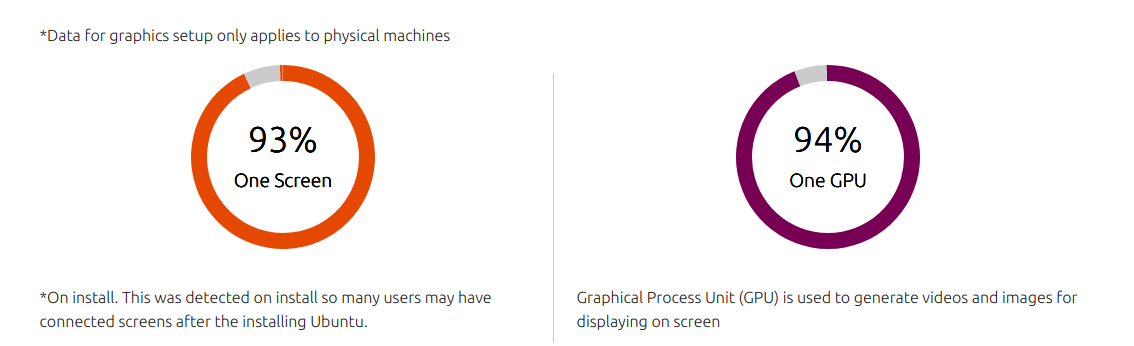 *Data for graphics setup only applies to physical machines
93%
One Screen
94%
One GPU
*On install. This was detected on install so many users may have
connected screens after the installing Ubuntu.
Graphical Process Unit (GPU) is used to generate videos and images for
displaying on screen